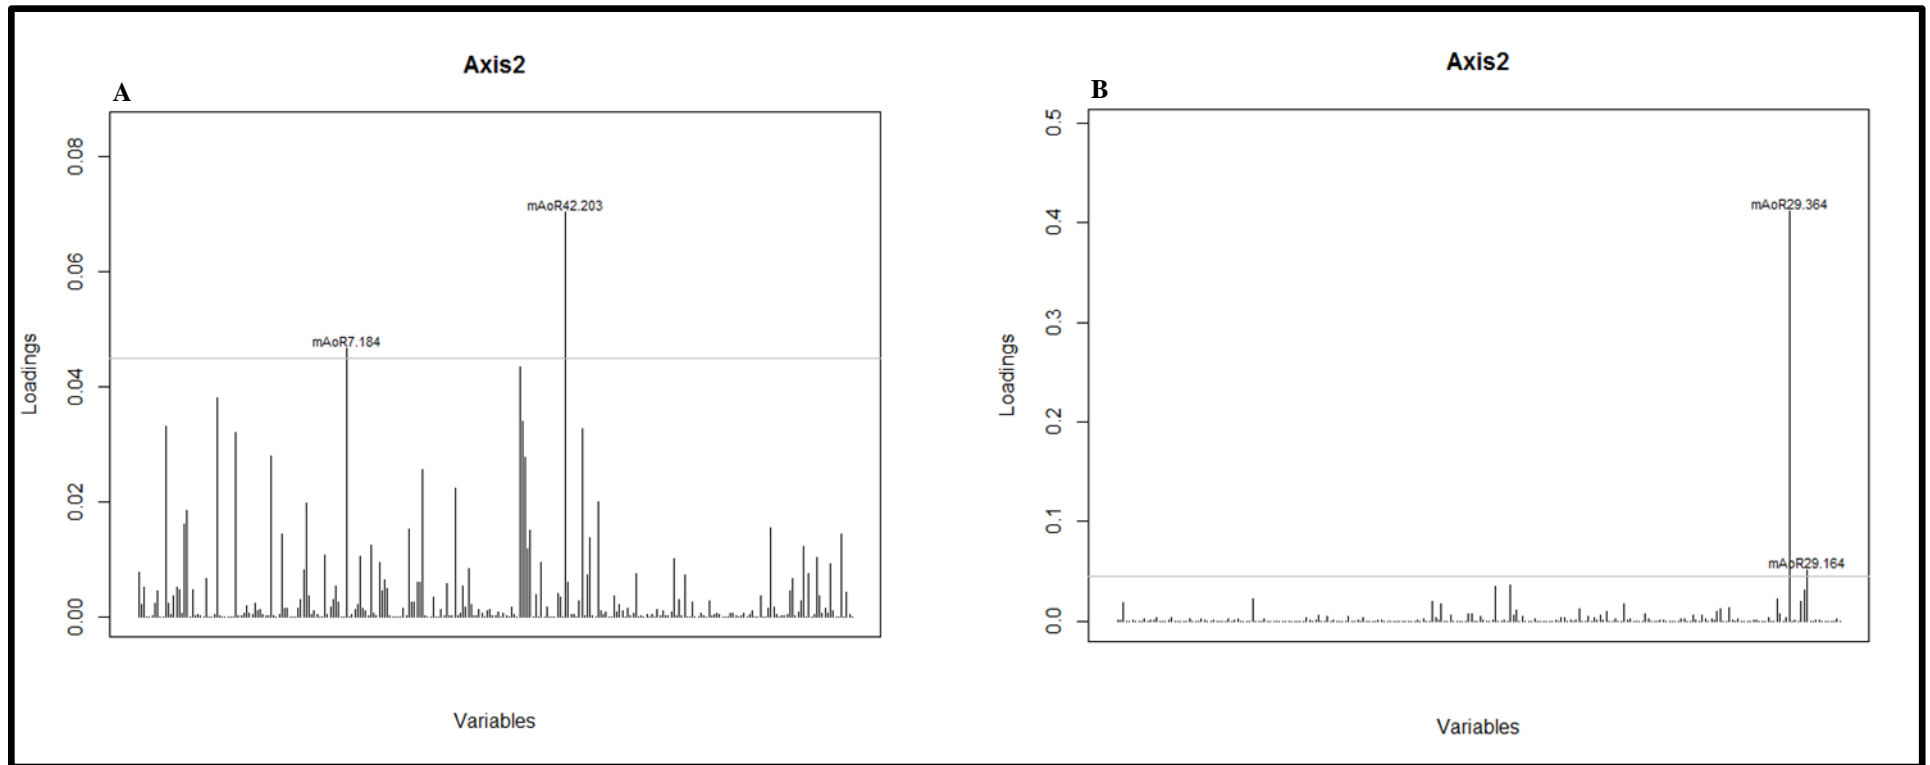 Axis2
A
0.08
0.06
0.04
0.02
0.00
Loadings
mAoR42.203
mAoR7.184
Variables
Axis2
B
0.5
0.4
0.3
0.2
0.1
0.0
Loadings
mAoR29.364
mAoR29.164
Variables